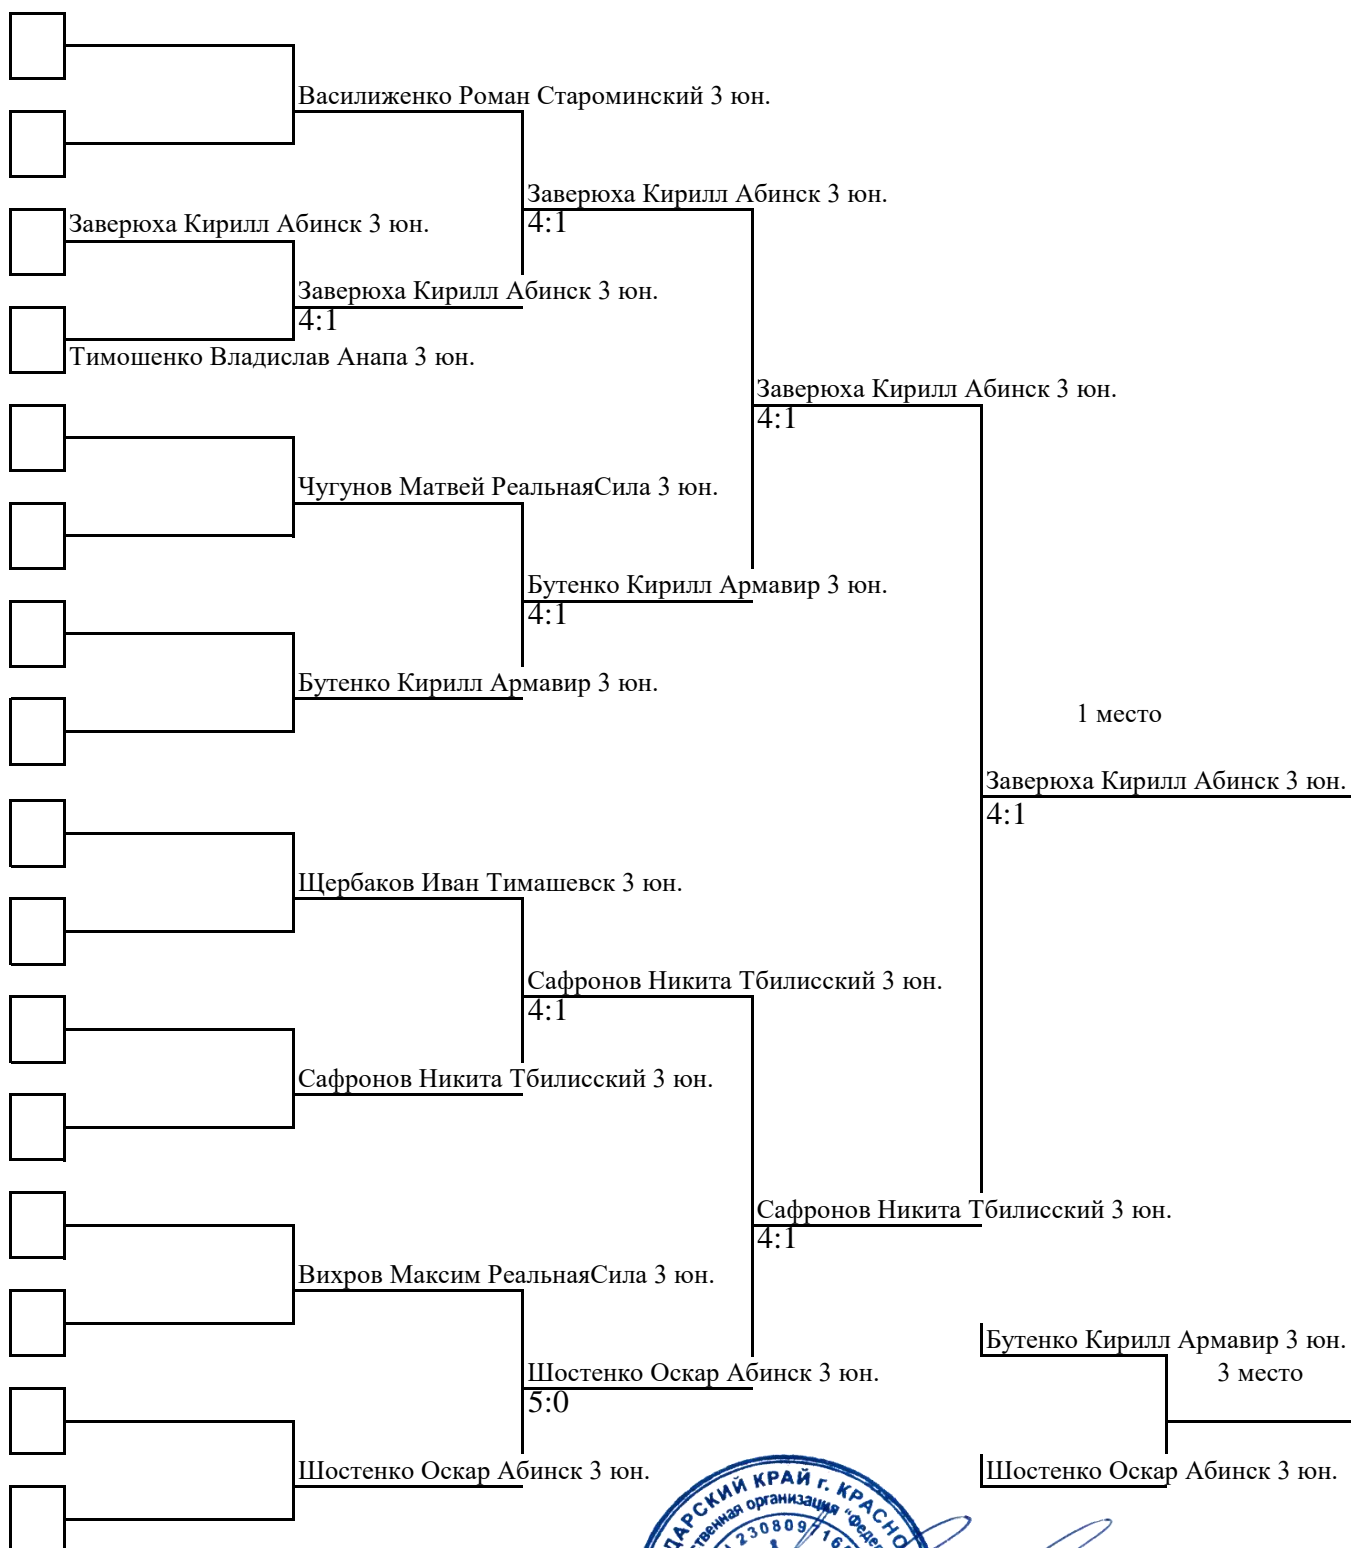 Василиженко Роман Староминский 3 юн.
Заверюха Кирилл Абинск 3 юн.
4:1
Заверюха Кирилл Абинск 3 юн.
Заверюха Кирилл Абинск 3 юн.
4:1
Тимошенко Владислав Анапа 3 юн.
Заверюха Кирилл Абинск 3 юн.
4:1
Чугунов Матвей РеальнаяСила 3 юн.
Бутенко Кирилл Армавир 3 юн.
4:1
Бутенко Кирилл Армавир 3 юн.
1 место
Заверюха Кирилл Абинск 3 юн.
4:1
Щербаков Иван Тимашевск 3 юн.
Сафронов Никита Тбилисский 3 юн.
4:1
Сафронов Никита Тбилисский 3 юн.
Сафронов Никита Тбилисский 3 юн.
4:1
Вихров Максим РеальнаяСила 3 юн.
Бутенко Кирилл Армавир 3 юн.
Шостенко Оскар Абинск 3 юн.
3 место
5:0
Шостенко Оскар Абинск 3 юн.
Шостенко Оскар Абинск 3 юн.
КРАЙ г.
организация